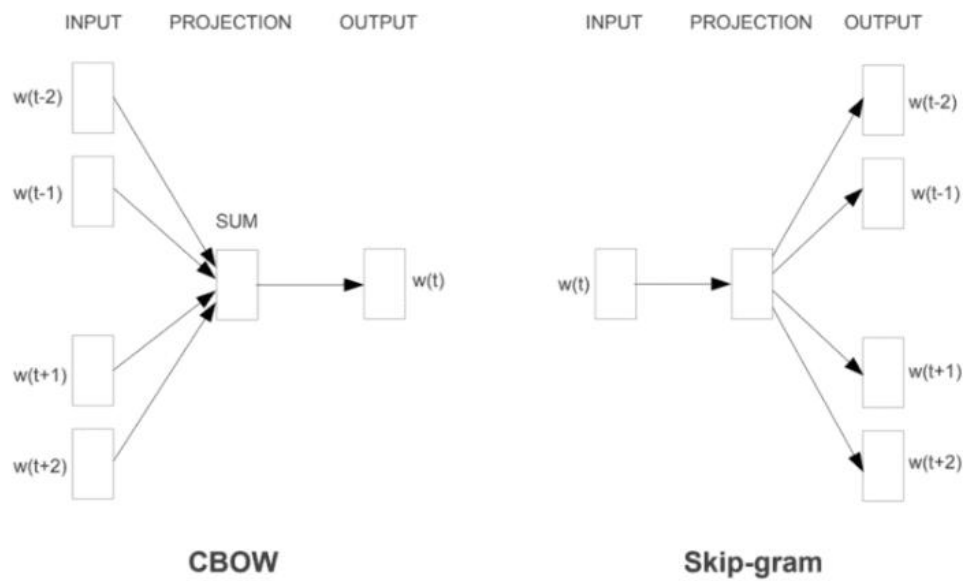 INPUT PROJECTION OUTPUT
w(t-2)
w(t-1)
SUM
w(t)
w(t+1)
w(t+2)
CBOW
INPUT PROJECTION OUTPUT
w(t-2)
w(t-1)
w(t)
w(t+1)
w(t+2)
Skip-gram